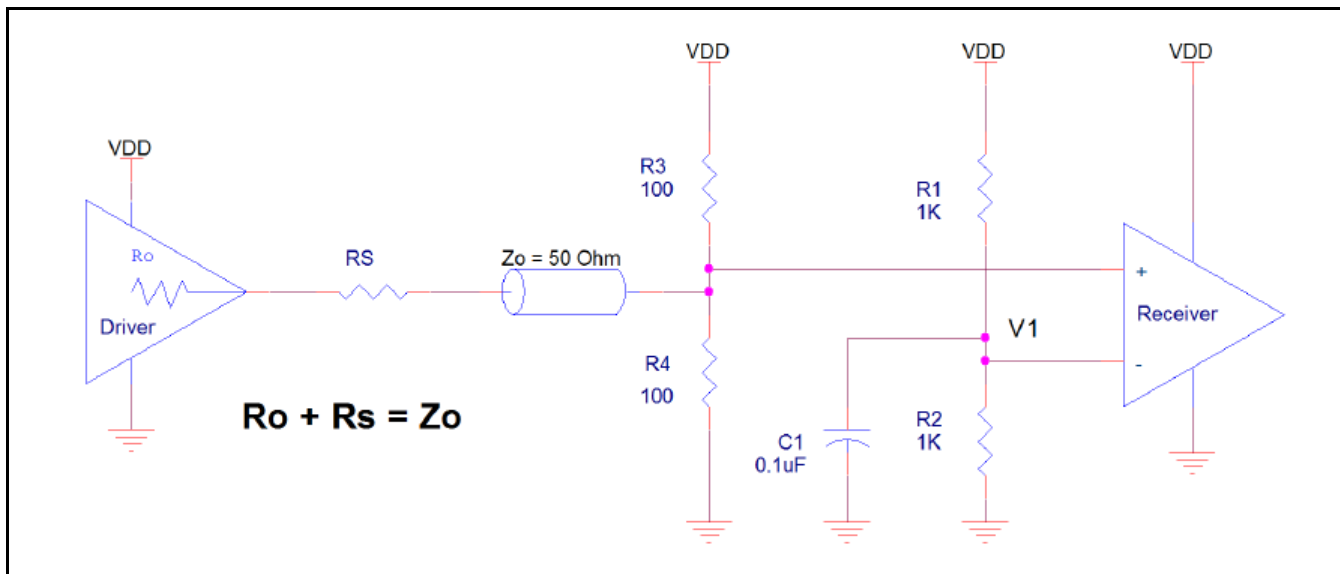 VDD
VDD
VDD
VDD
R3
100
R1
1K
Ro
RS
Zo = 50 Ohm
+
Driver
Receiver
V1
-
R4
100
Ro + Rs = Zo
C1
0.1uF
R2
1K